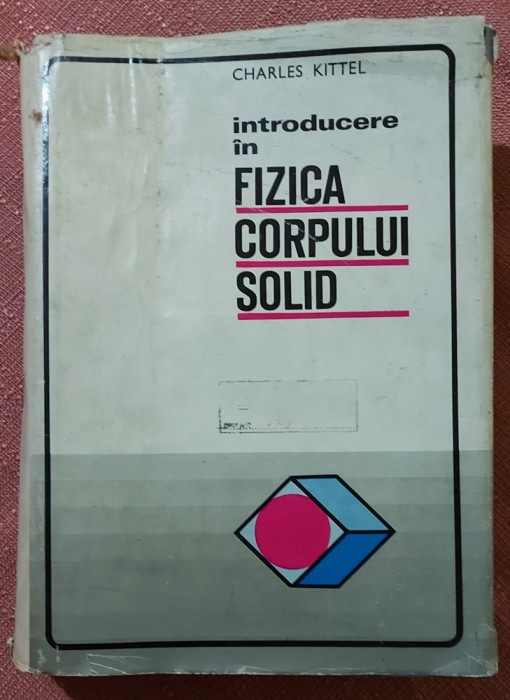 CHARLES KITTEL
introducere
în
FIZICA
CORPULUI
SOLID